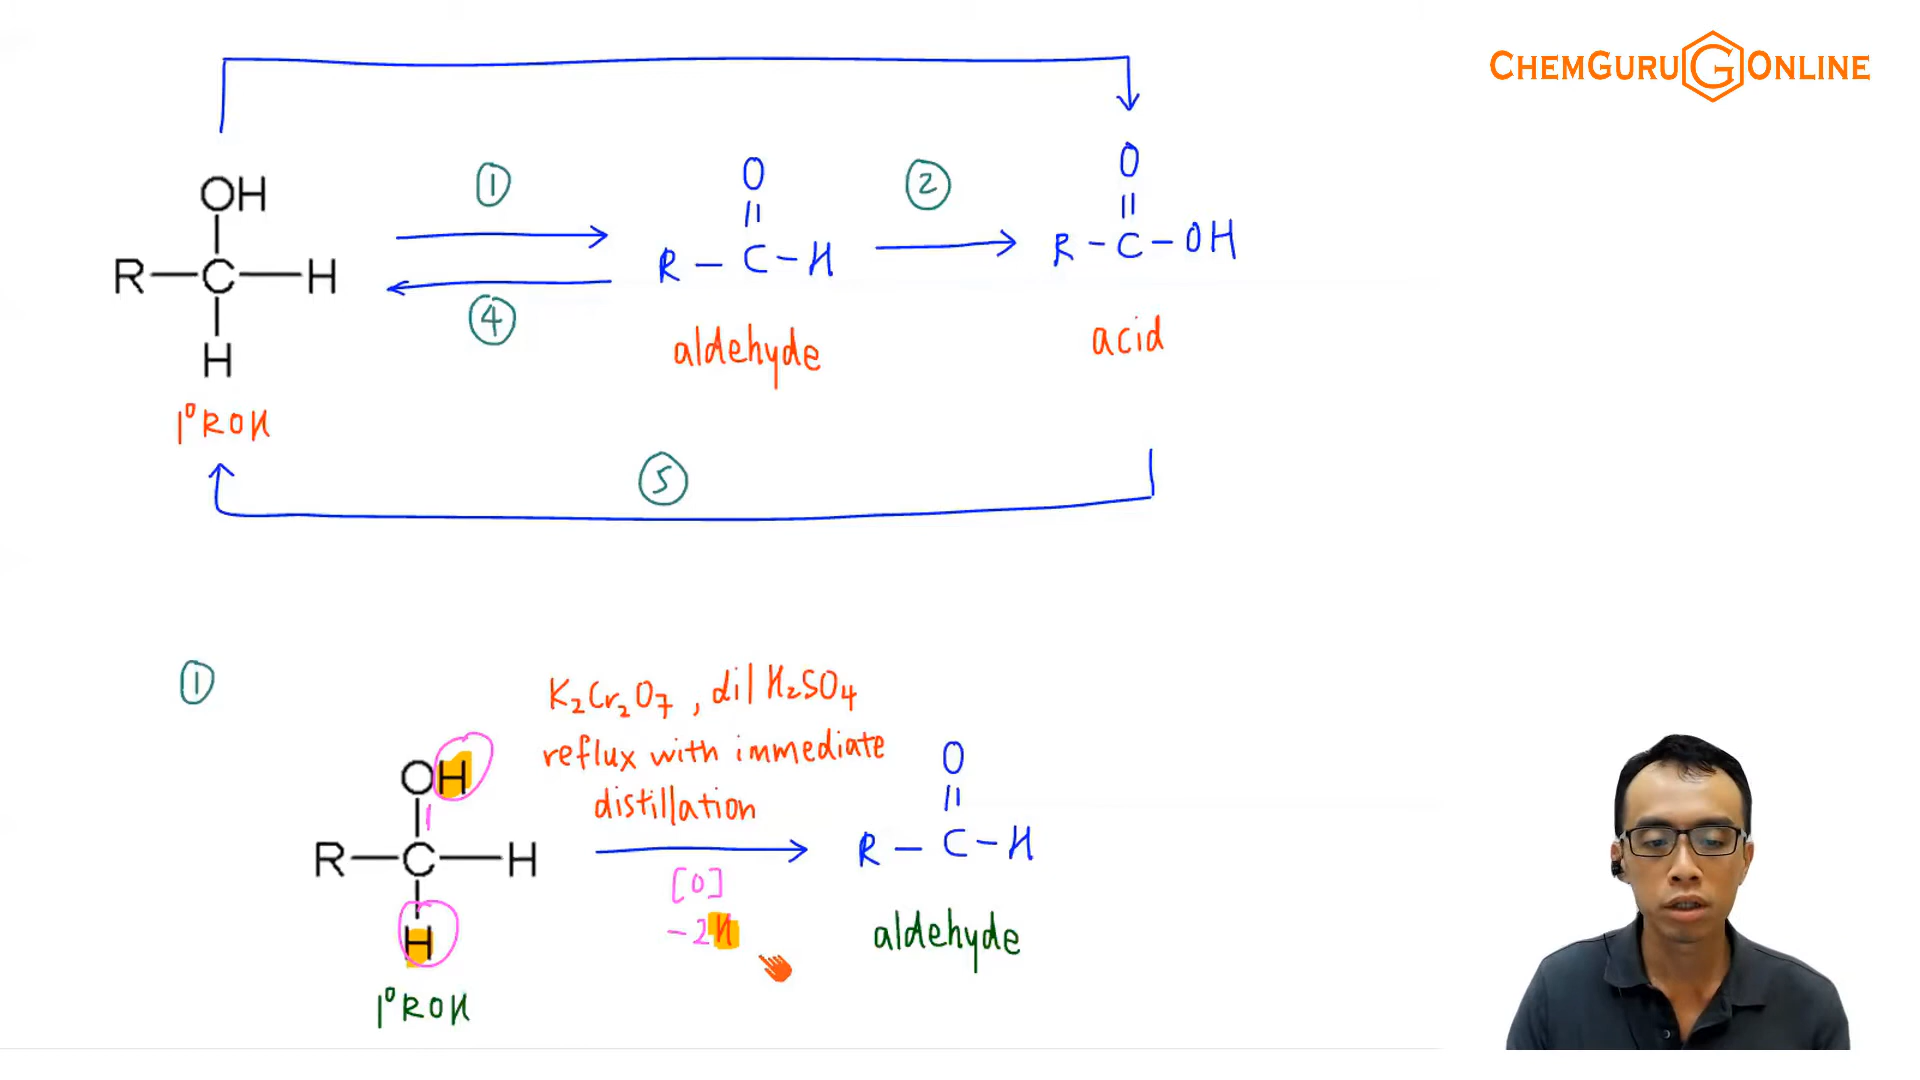 CHEMGURU G ONLINE
OH
R—C—H
H
1° ROH
①
④
O
||
R — C – H
aldehyde
②
O
||
R – C – OH
acid
⑤
①
OH
R—C—H
H
1° ROH
K₂Cr₂O₇, dil H₂SO₄
reflux with immediate
distillation
[O]
-2H
O
||
R — C – H
aldehyde